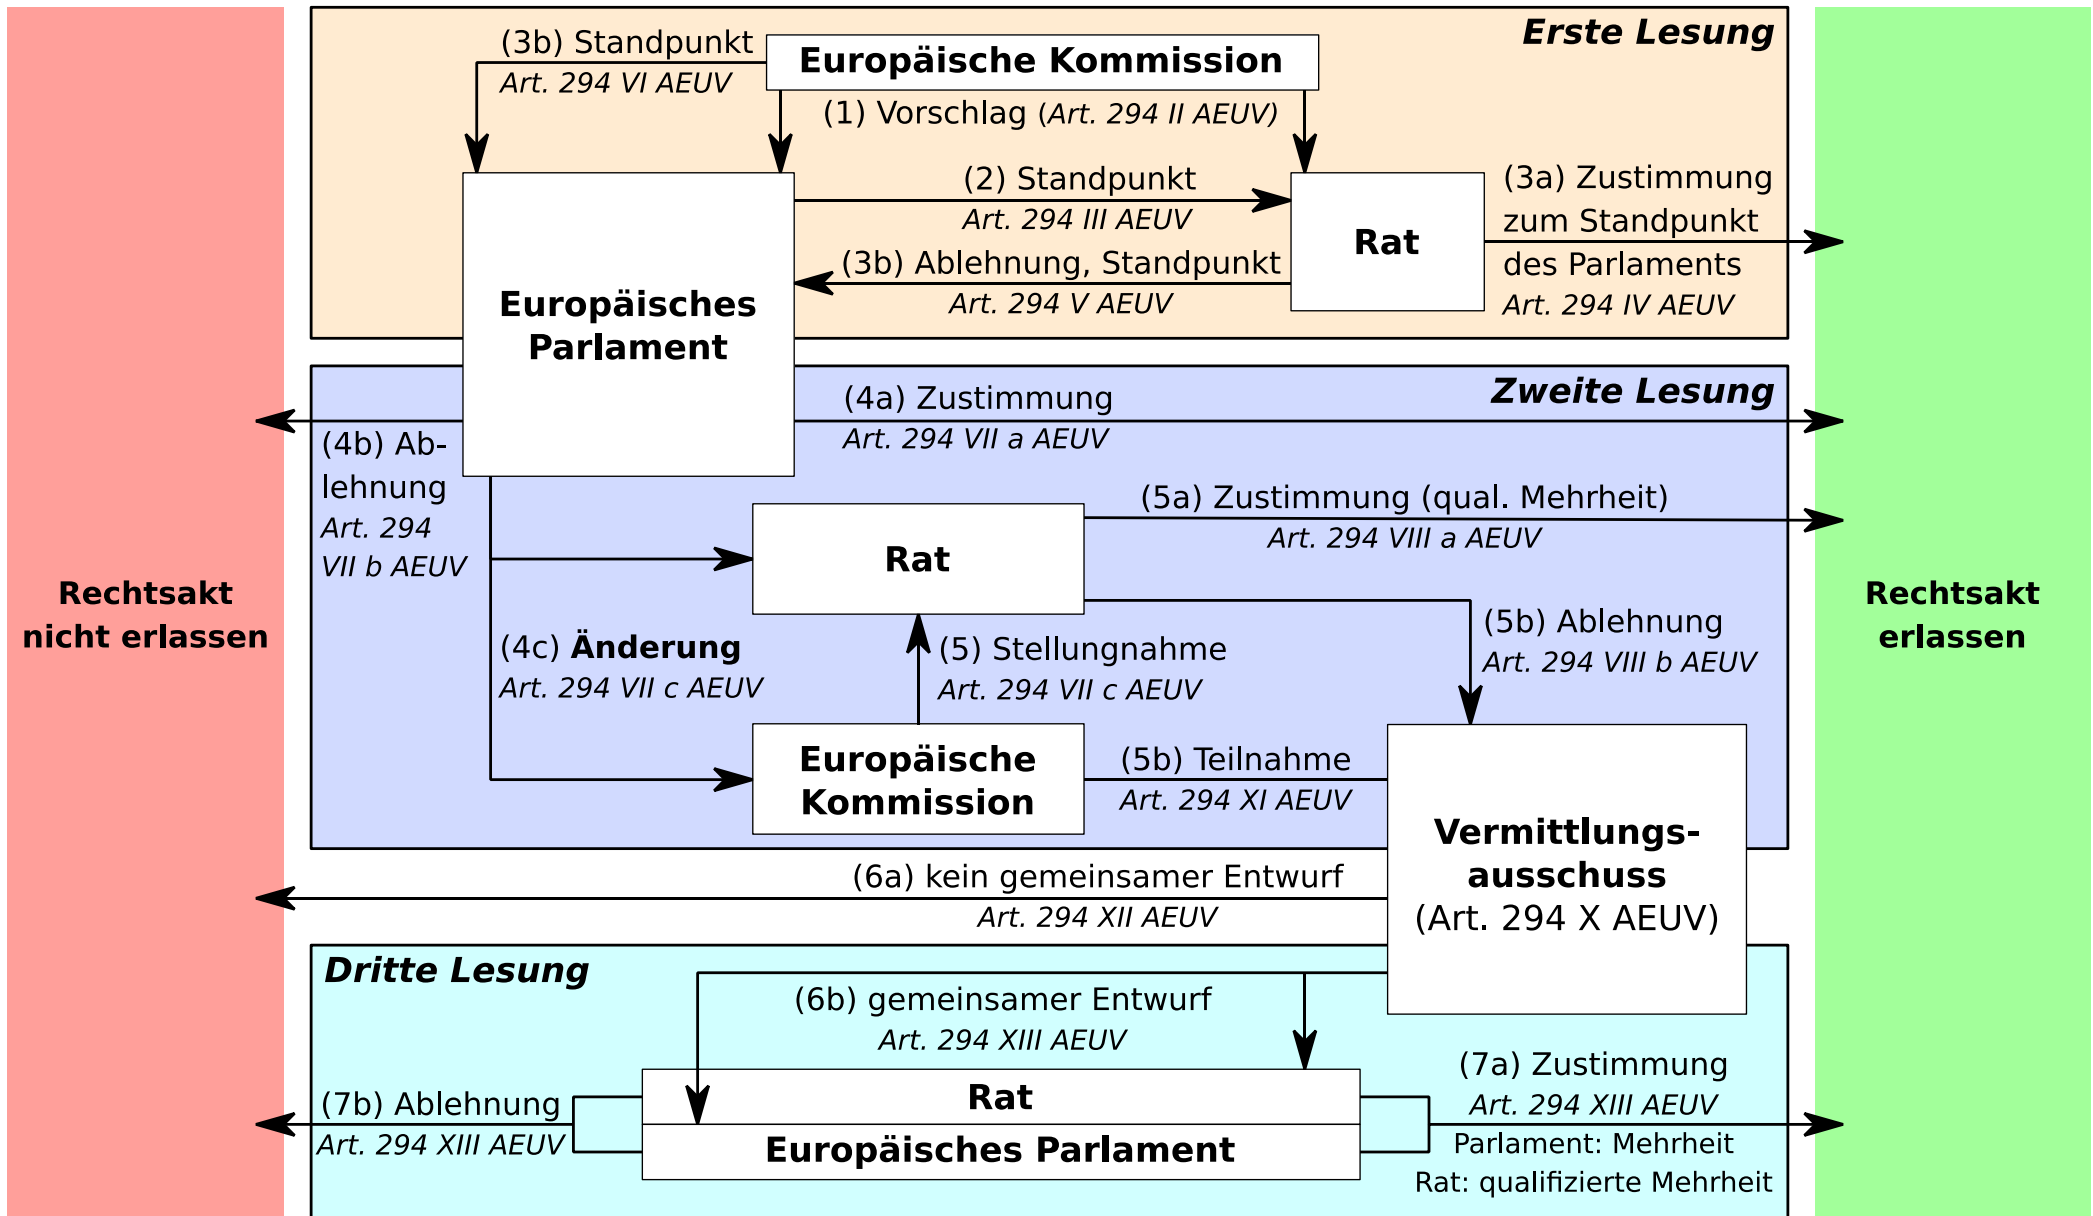 Erste Lesung
(3b) Standpunkt
Art. 294 VI AEUV
Europäische Kommission
(1) Vorschlag (Art. 294 II AEUV)
(2) Standpunkt
Art. 294 III AEUV
(3b) Ablehnung, Standpunkt
Art. 294 V AEUV
Rat
(3a) Zustimmung
zum Standpunkt
des Parlaments
Art. 294 IV AEUV
Europäisches
Parlament
Zweite Lesung
(4a) Zustimmung
Art. 294 VII a AEUV
(4b) Ab-
lehnung
Art. 294
VII b AEUV
Rat
(5a) Zustimmung (qual. Mehrheit)
Art. 294 VIII a AEUV
Rechtsakt
nicht erlassen
Rechtsakt
erlassen
(4c) Änderung
Art. 294 VII c AEUV
(5) Stellungnahme
Art. 294 VII c AEUV
(5b) Ablehnung
Art. 294 VIII b AEUV
Europäische
Kommission
(5b) Teilnahme
Art. 294 XI AEUV
Vermittlungs-
ausschuss
(Art. 294 X AEUV)
(6a) kein gemeinsamer Entwurf
Art. 294 XII AEUV
Dritte Lesung
(6b) gemeinsamer Entwurf
Art. 294 XIII AEUV
Rat
Europäisches Parlament
(7b) Ablehnung
Art. 294 XIII AEUV
(7a) Zustimmung
Art. 294 XIII AEUV
Parlament: Mehrheit
Rat: qualifizierte Mehrheit